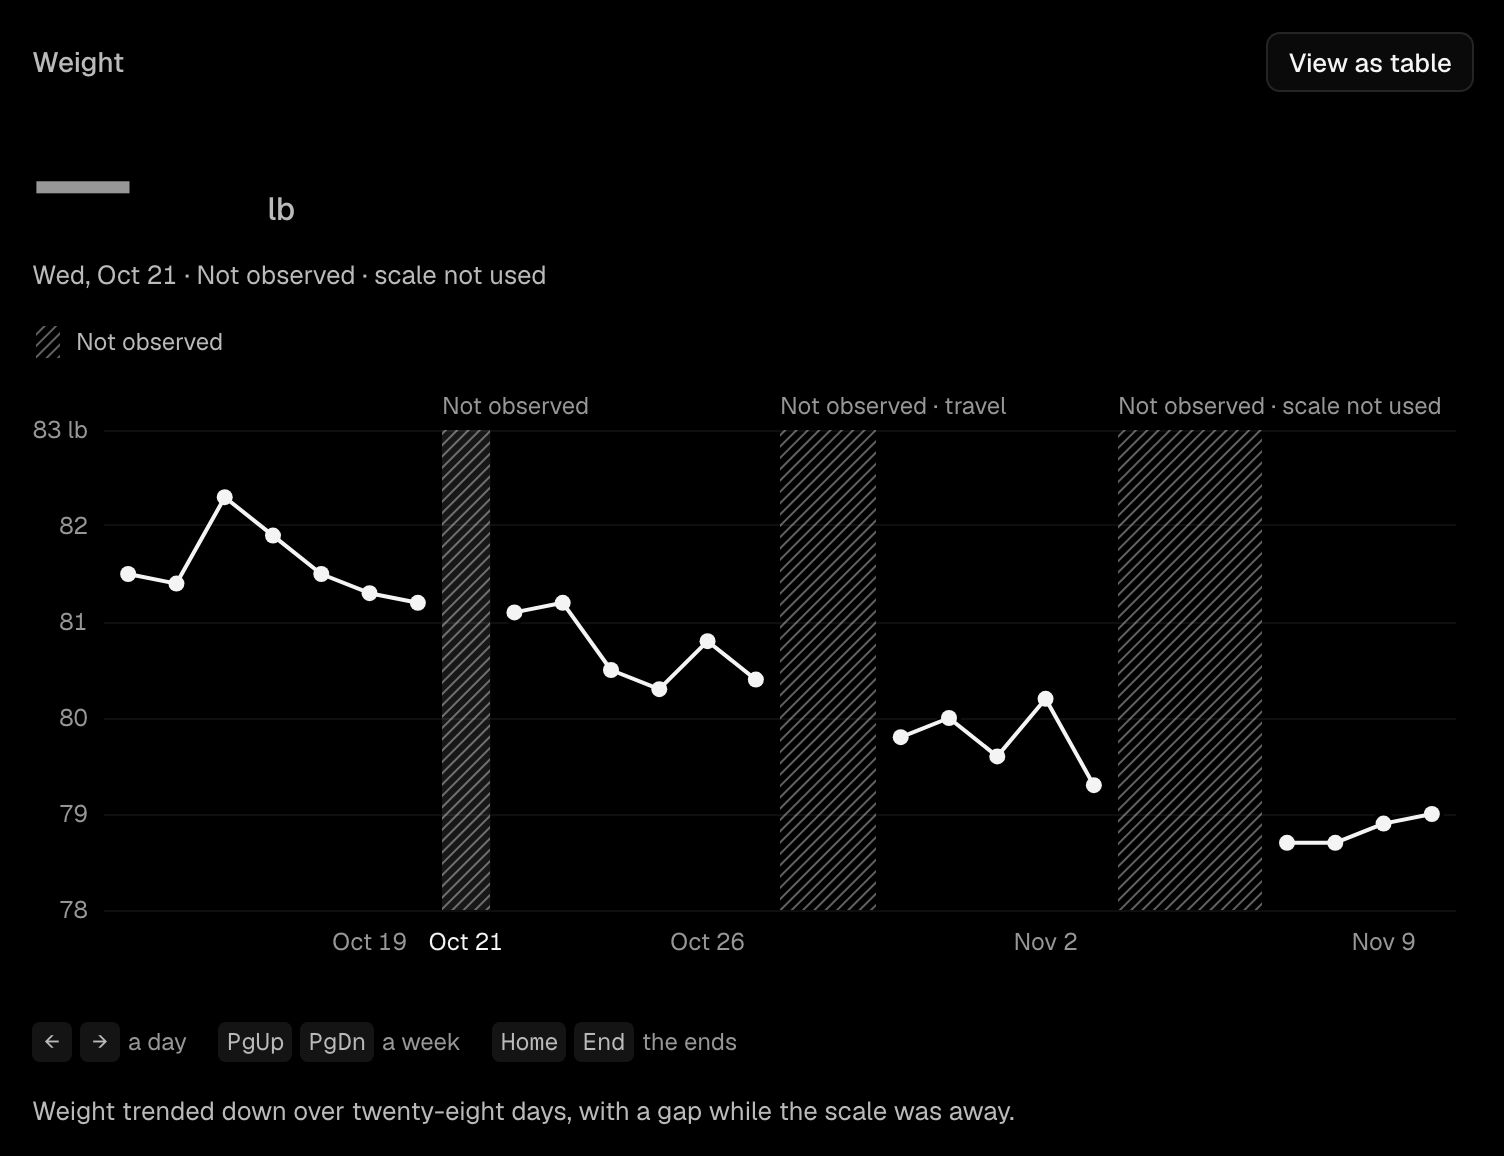 Weight
View as table
— lb
Wed, Oct 21 · Not observed · scale not used
Not observed
Not observed
Not observed · travel
Not observed · scale not used
83 lb
82
81
80
79
78
Oct 19
Oct 21
Oct 26
Nov 2
Nov 9
← → a day PgUp PgDn a week Home End the ends
Weight trended down over twenty-eight days, with a gap while the scale was away.